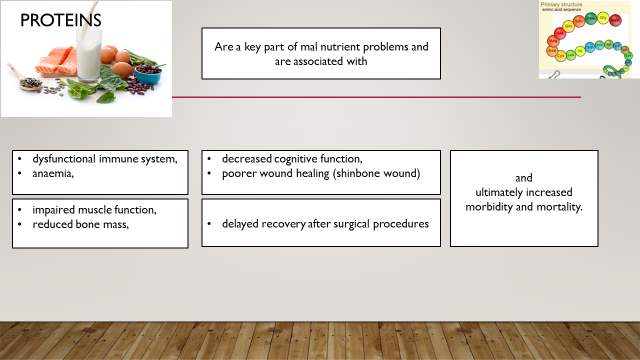 PROTEINS
Are a key part of mal nutrient problems and
are associated with
Primary structure
amino acid sequence
• dysfunctional immune system,
• anaemia,
• decreased cognitive function,
• poorer wound healing (shinbone wound)
and
ultimately increased
morbidity and mortality.
• impaired muscle function,
• reduced bone mass,
• delayed recovery after surgical procedures